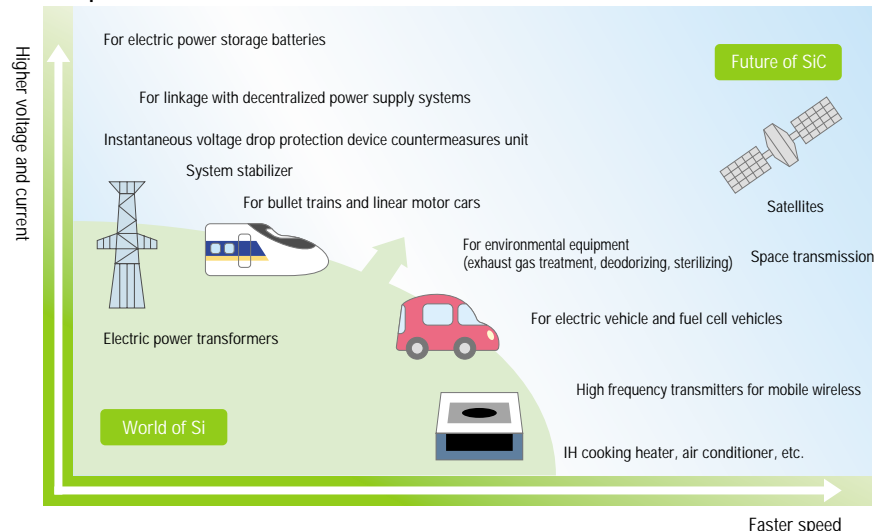 For electric power storage batteries
Future of SiC
Higher voltage and current
For linkage with decentralized power supply systems
Instantaneous voltage drop protection device countermeasures unit
System stabilizer
For bullet trains and linear motor cars
Satellites
For environmental equipment
(exhaust gas treatment, deodorizing, sterilizing)
Space transmission
For electric vehicle and fuel cell vehicles
Electric power transformers
High frequency transmitters for mobile wireless
World of Si
IH cooking heater, air conditioner, etc.
Faster speed